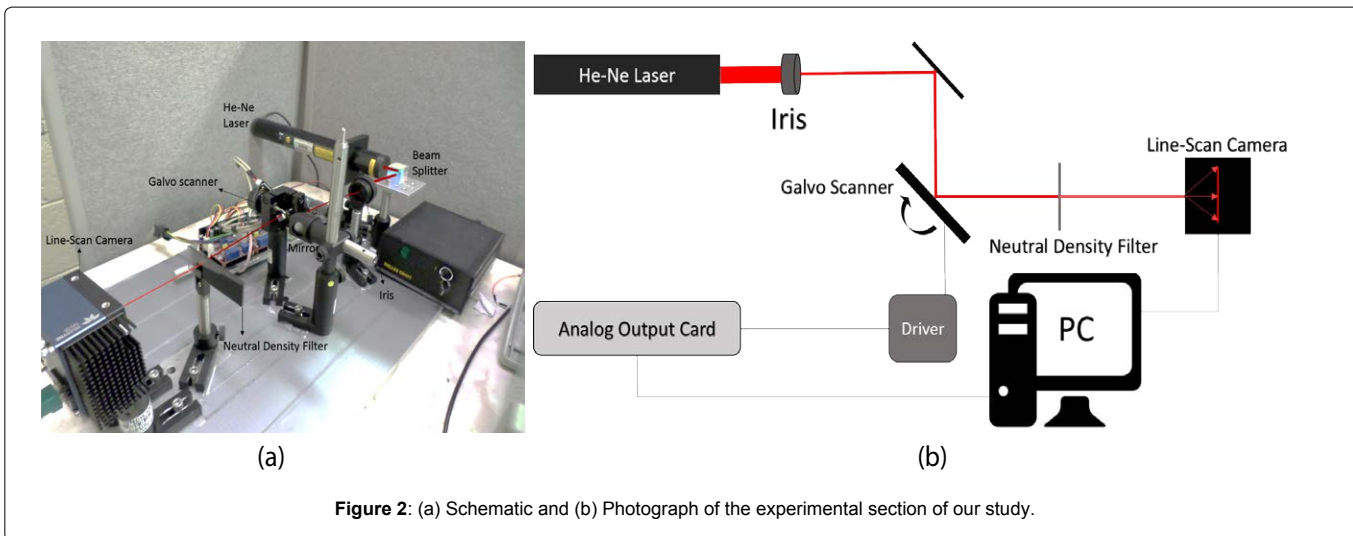 He-Ne
Laser
Beam
Splitter
Galvo scanner
Line-Scan Camera
Mirror
Iris
Neutral Density Filter
(a)
He-Ne Laser
Iris
Line-Scan Camera
Galvo Scanner
Neutral Density Filter
Analog Output Card
Driver
PC
(b)
Figure 2: (a) Schematic and (b) Photograph of the experimental section of our study.